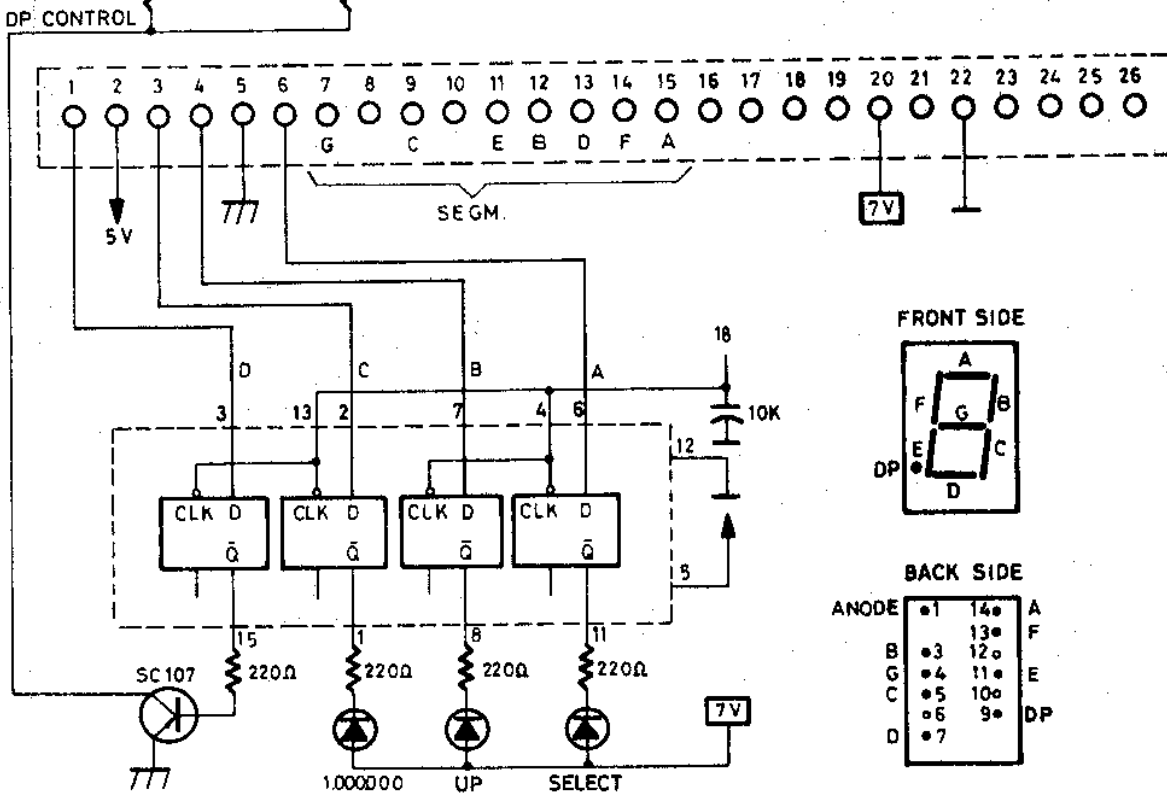 DP CONTROL
1 2 3 4 5 6 7 8 9 10 11 12 13 14 15 16 17 18 19 20 21 22 23 24 25 26
G C E B D F A
SEGM.
5V
7V
FRONT SIDE
A
F G B
E C
DP
D
18
D C B A
3 13 2 7 4 6
10K
12
CLK D CLK D CLK D CLK D
Q̄ Q̄ Q̄ Q̄
5
15 1 8 11
SC107
220Ω 220Ω 220Ω 220Ω
7V
1.000000 UP SELECT
BACK SIDE
ANODE 1 14 A
13 F
B 3 12
G 4 11 E
C 5 10
6 9 DP
D 7